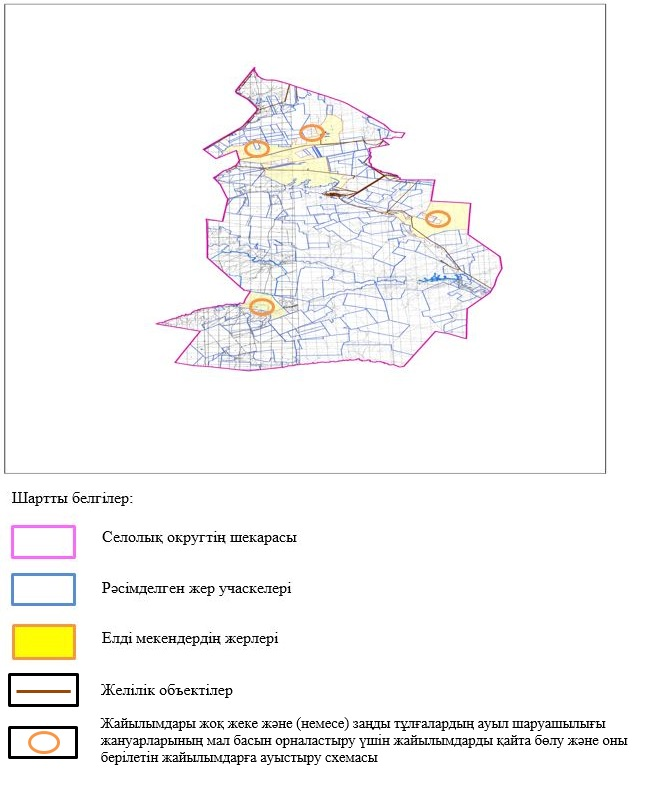 Шартты белгілер:
Селолық округтің шекарасы
Рәсімделген жер учаскелері
Елді мекендердің жерлері
Желілік объектілер
Жайылымдары жоқ жеке және (немесе) заңды тұлғалардың ауыл шаруашылығы
жануарларының мал басын орналастыру үшін жайылымдарды қайта бөлу және оны
берілетін жайылымдарға ауыстыру схемасы